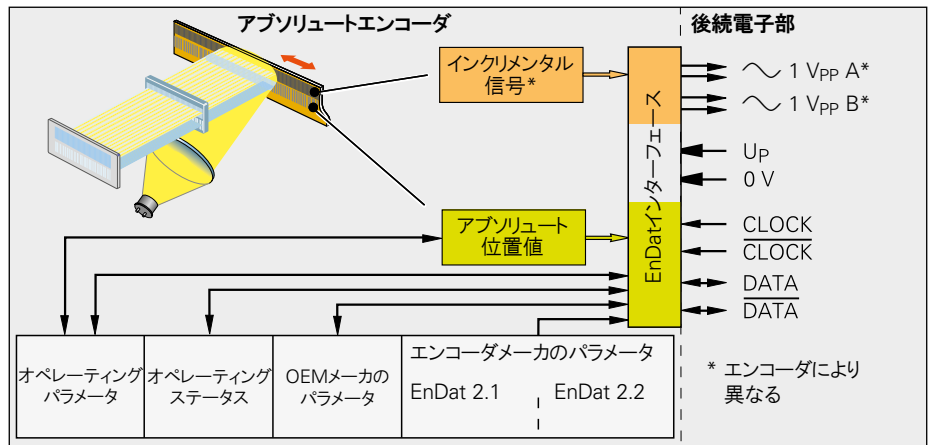 アブソリュートエンコーダ
後続電子部
インクリメンタル
信号*
1 VPP A*
1 VPP B*
UP
0 V
EnDatインターフェース
アブソリュート
位置値
CLOCK
CLOCK
DATA
DATA
オペレーティング
パラメータ
オペレーティング
ステータス
OEMメーカの
パラメータ
エンコーダメーカのパラメータ
EnDat 2.1
EnDat 2.2
* エンコーダにより
異なる